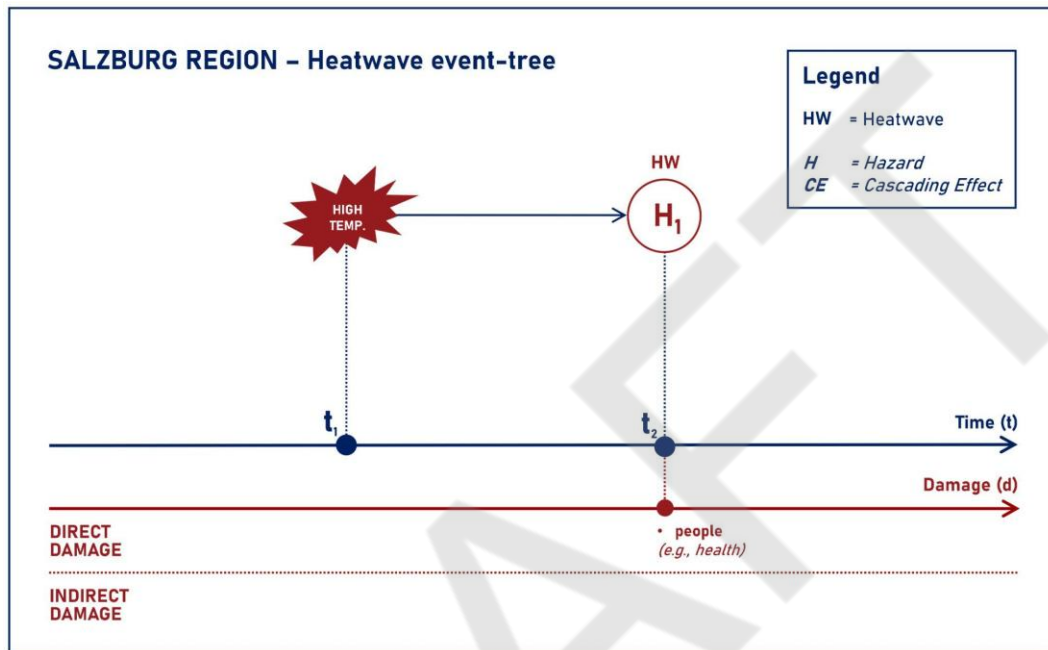 SALZBURG REGION – Heatwave event-tree
Legend
HW = Heatwave
H = Hazard
CE = Cascading Effect
HW
HIGH
TEMP.
H1
t1
t2
Time (t)
Damage (d)
DIRECT
DAMAGE
• people
(e.g., health)
INDIRECT
DAMAGE
AFT